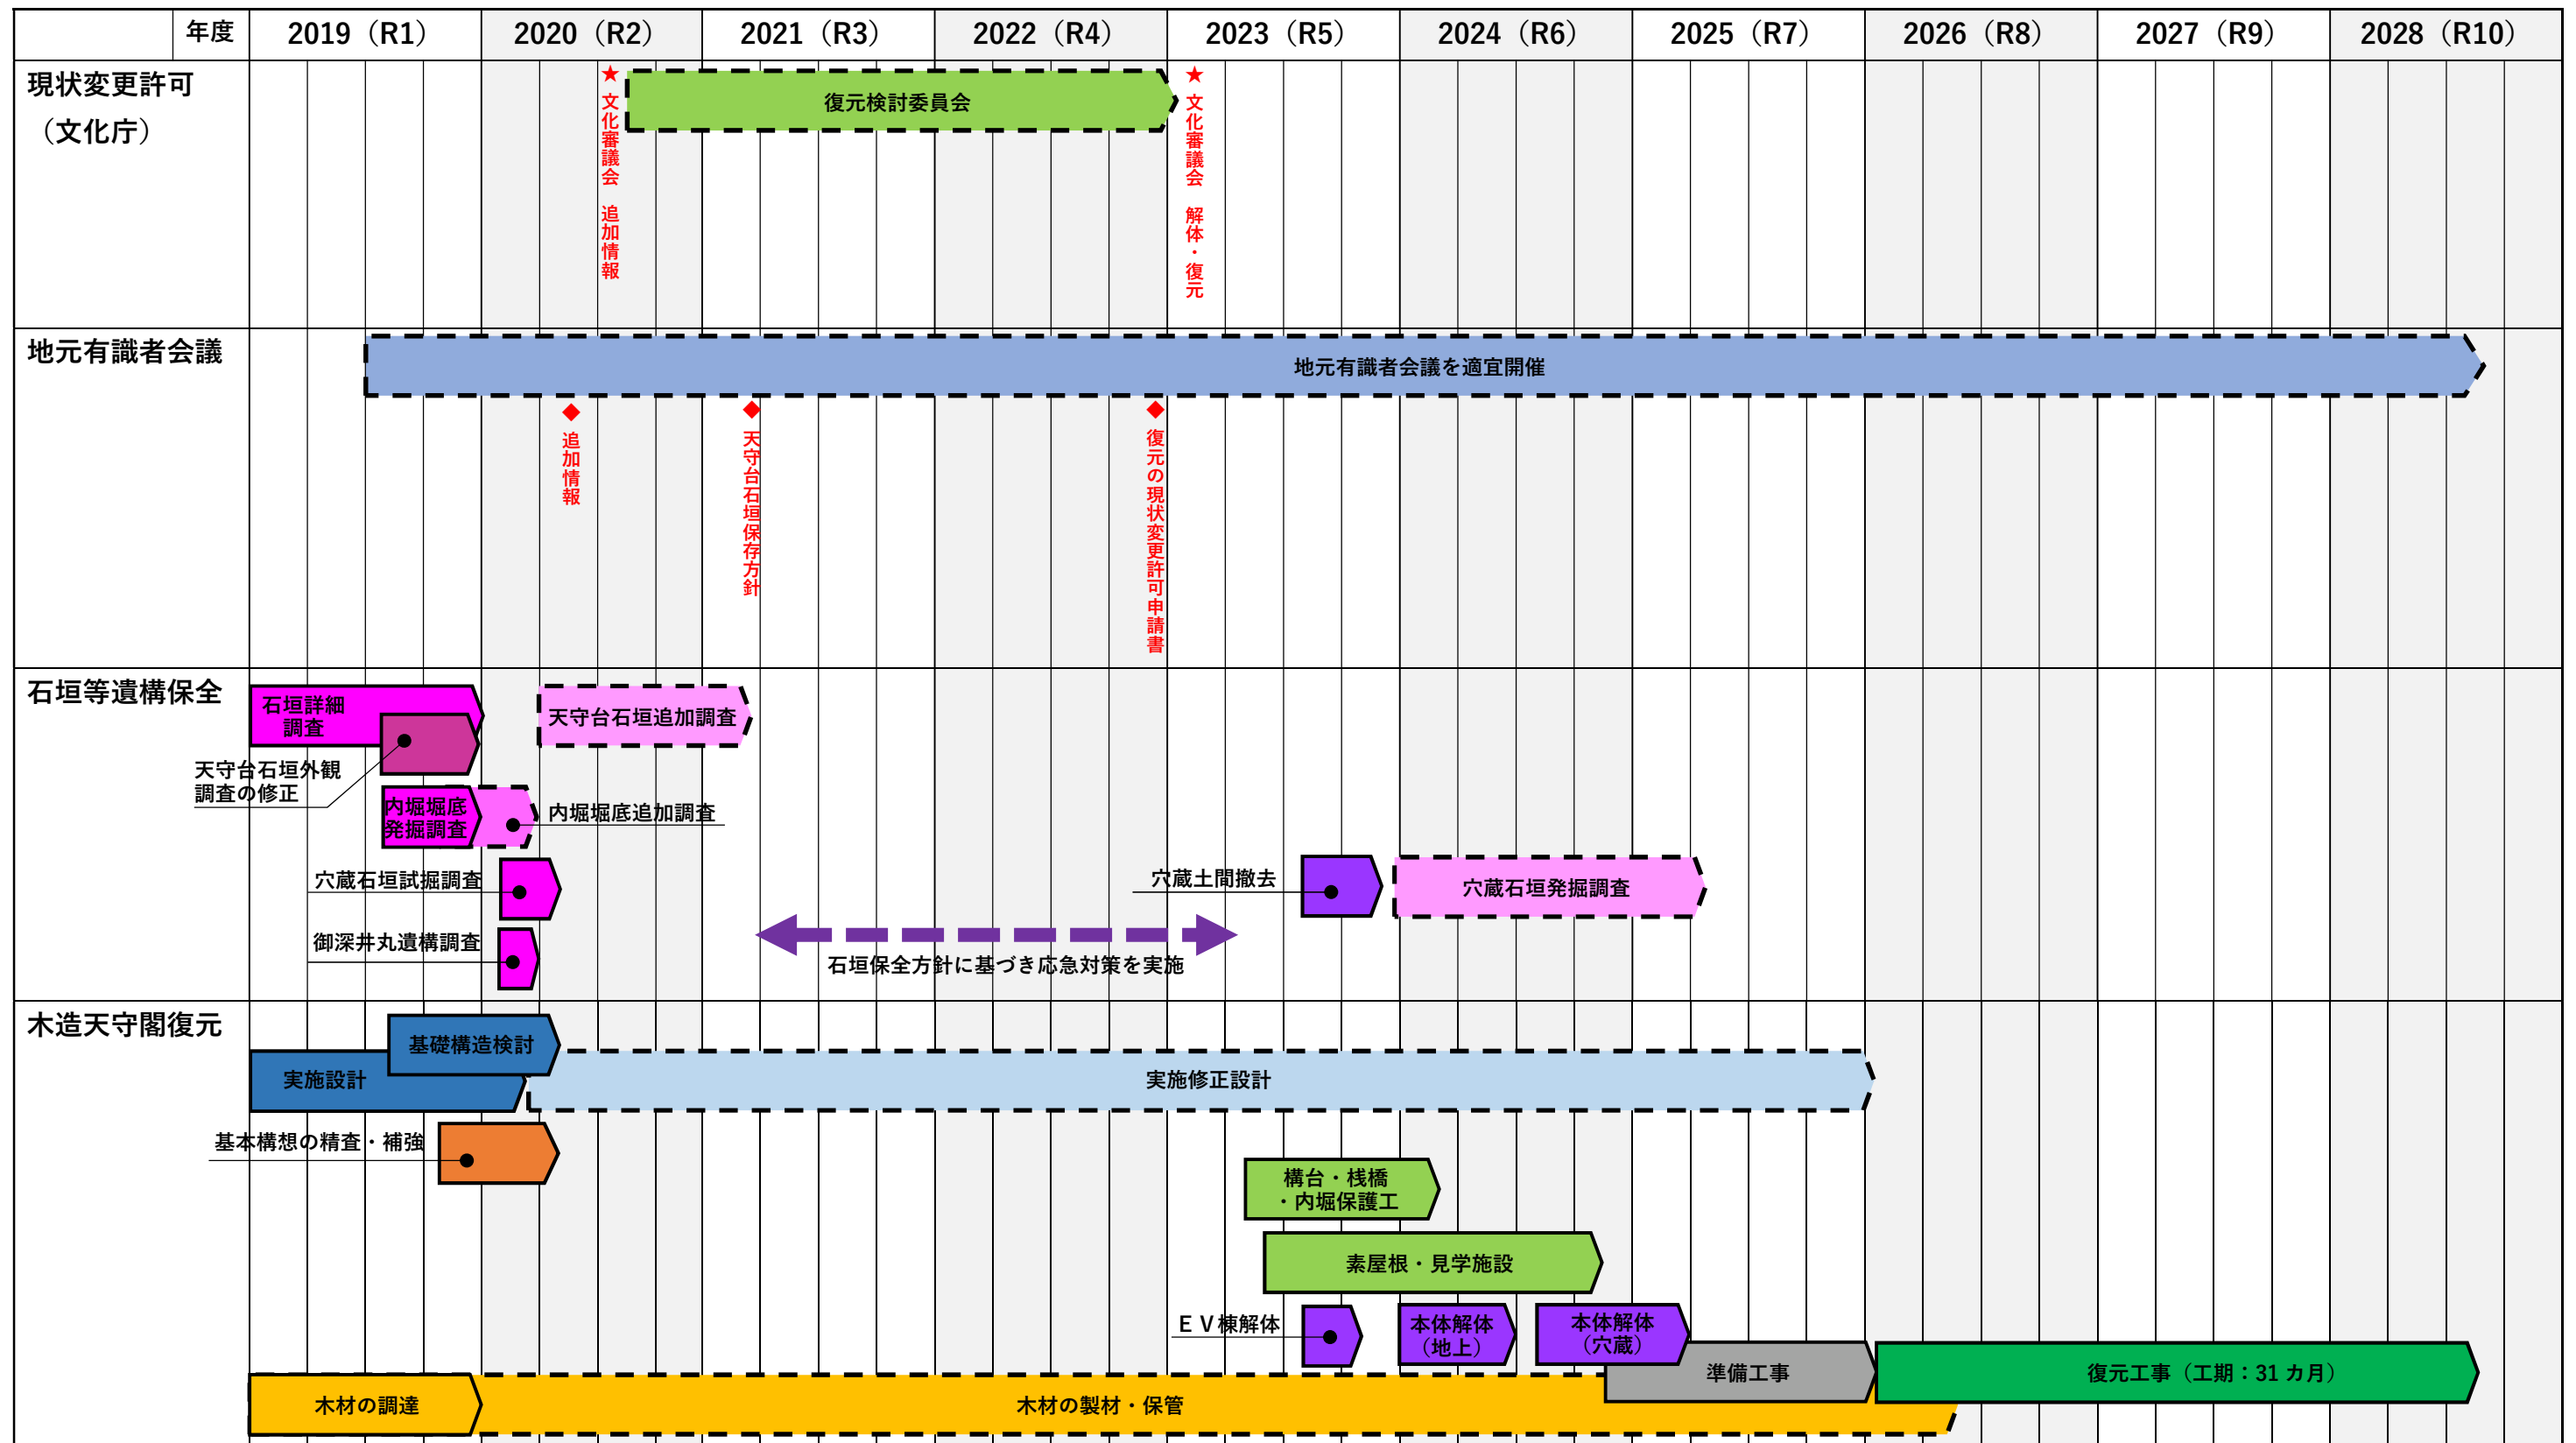 年度
2019（R1）
2020（R2）
2021（R3）
2022（R4）
2023（R5）
2024（R6）
2025（R7）
2026（R8）
2027（R9）
2028（R10）
現状変更許可
（文化庁）
★文化審議会　追加情報
復元検討委員会
★文化審議会　解体・復元
地元有識者会議
地元有識者会議を適宜開催
◆追加情報
◆天守台石垣保存方針
◆復元の現状変更許可申請書
石垣等遺構保全
石垣詳細
調査
天守台石垣追加調査
天守台石垣外観
調査の修正
内堀堀底
発掘調査
内堀堀底追加調査
穴蔵石垣試掘調査
穴蔵土間撤去
穴蔵石垣発掘調査
御深井丸遺構調査
石垣保全方針に基づき応急対策を実施
木造天守閣復元
基礎構造検討
実施設計
実施修正設計
基本構想の精査・補強
構台・桟橋
・内堀保護工
素屋根・見学施設
ＥＶ棟解体
本体解体
（地上）
本体解体
（穴蔵）
準備工事
復元工事（工期：31 カ月）
木材の調達
木材の製材・保管